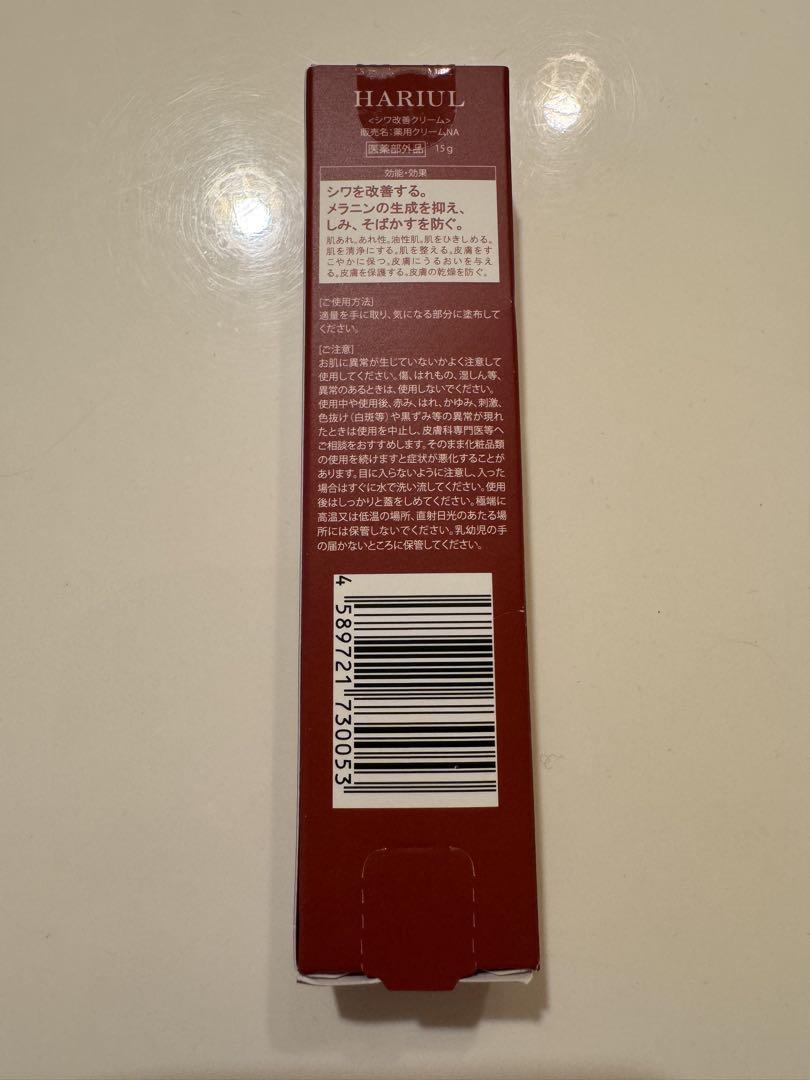 HARIUL
<シワ改善クリーム>
販売名:薬用クリームNA
医薬部外品 15g
効能・効果
シワを改善する。
メラニンの生成を抑え、
しみ、そばかすを防ぐ。
肌あれ。あれ性。油性肌。肌をひきしめる。
肌を清浄にする。肌を整える。皮膚をす
こやかに保つ。皮膚にうるおいを与え
る。皮膚を保護する。皮膚の乾燥を防ぐ。
[ご使用方法]
適量を手に取り、気になる部分に塗布して
ください。
[ご注意]
お肌に異常が生じていないかよく注意して
使用してください。傷、はれもの、湿しん等、
異常のあるときは、使用しないでください。
使用中や使用後、赤み、はれ、かゆみ、刺激、
色抜け(白斑等)や黒ずみ等の異常が現れ
たときは使用を中止し、皮膚科専門医等へ
ご相談をおすすめします。そのまま化粧品類
の使用を続けますと症状が悪化することが
あります。目に入らないように注意し、入った
場合はすぐに水で洗い流してください。使用
後はしっかりと蓋をしめてください。極端に
高温又は低温の場所、直射日光のあたる場
所には保管しないでください。乳幼児の手
の届かないところに保管してください。
4 589721 730053